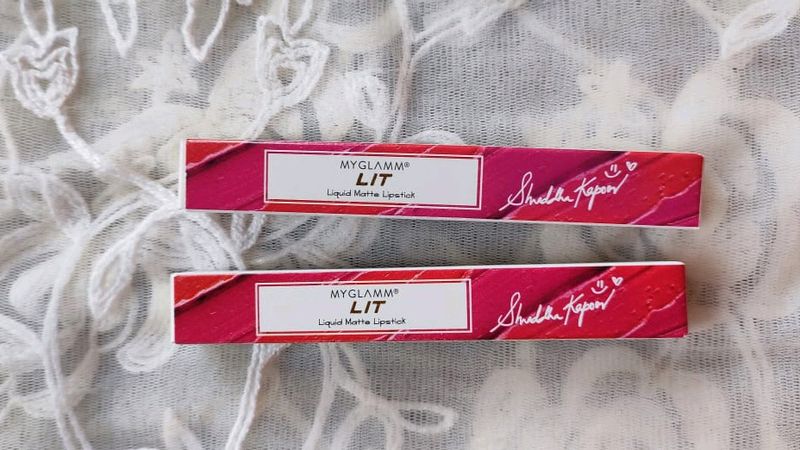 MYGLAMM®
LIT
Liquid Matte Lipstick
Shraddha Kapoor
MYGLAMM®
LIT
Liquid Matte Lipstick
Shraddha Kapoor